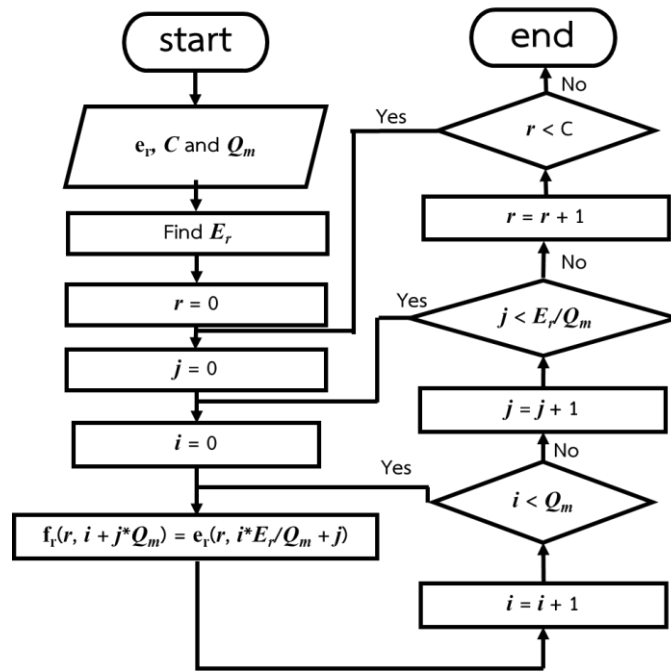 start
e_r, C and Q_m
Find E_r
r = 0
j = 0
i = 0
f_r(r, i + j*Q_m) = e_r(r, i*E_r/Q_m + j)
i = i + 1
i < Q_m
Yes
No
j = j + 1
j < E_r/Q_m
Yes
No
r = r + 1
r < C
Yes
No
end